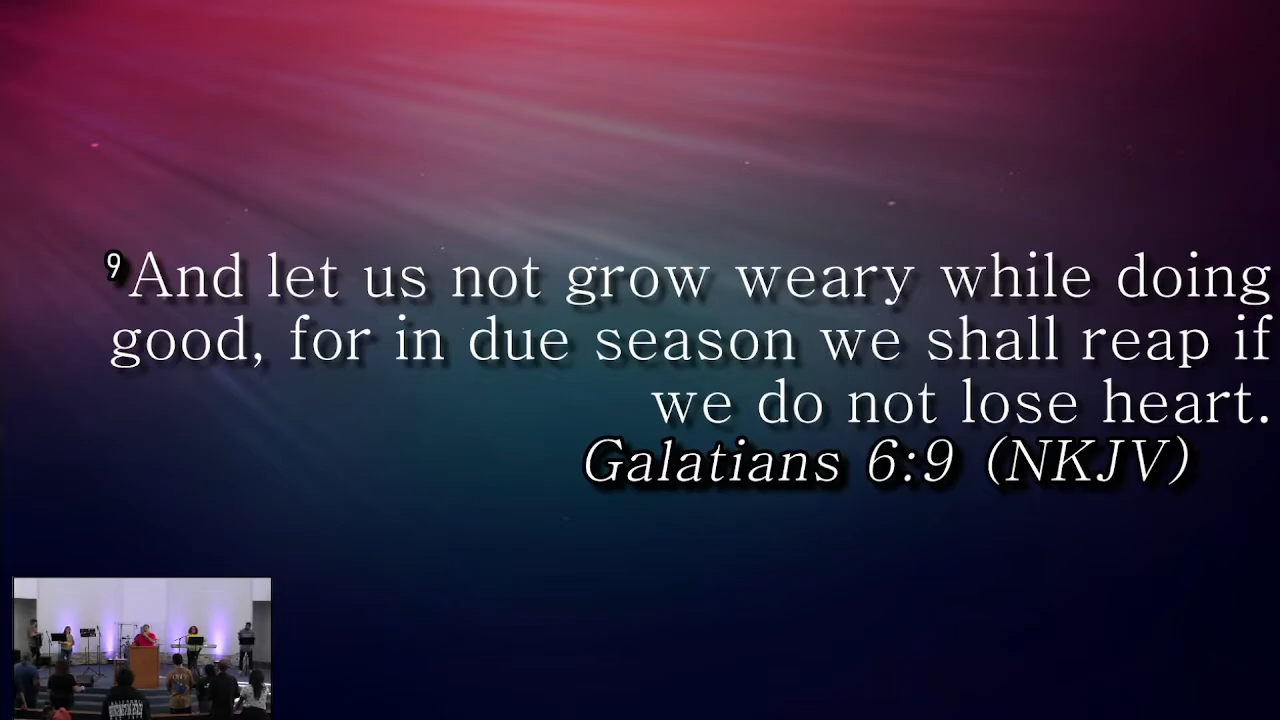 9And let us not grow weary while doing
good, for in due season we shall reap if
we do not lose heart.
Galatians 6:9 (NKJV)